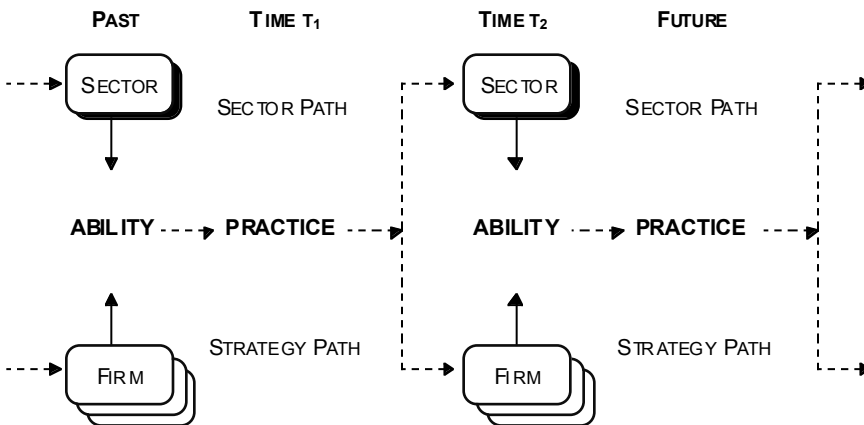 PAST TIME T1 TIME T2 FUTURE
SECTOR SECTOR
SECTOR PATH SECTOR PATH
ABILITY PRACTICE ABILITY PRACTICE
STRATEGY PATH STRATEGY PATH
FIRM FIRM